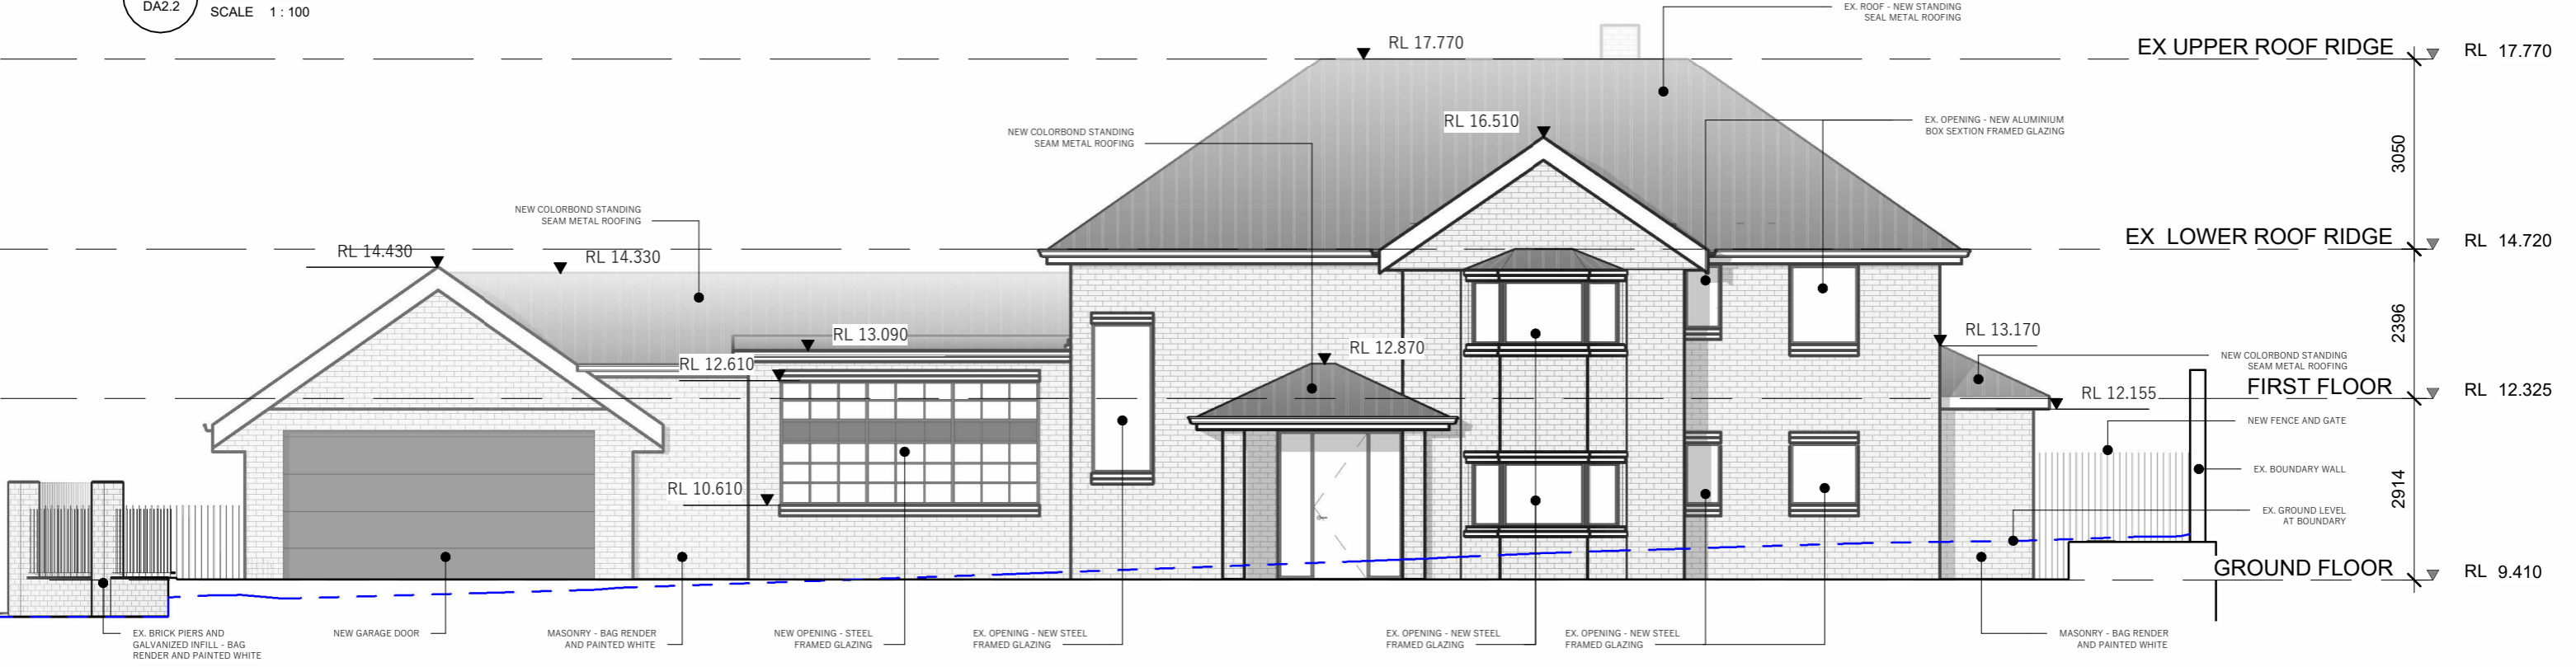 DA2.2
SCALE 1 : 100
EX. ROOF - NEW STANDING
SEAL METAL ROOFING
RL 17.770
EX UPPER ROOF RIDGE
RL 17.770
RL 16.510
EX. OPENING - NEW ALUMINIUM
BOX SEXTION FRAMED GLAZING
NEW COLORBOND STANDING
SEAM METAL ROOFING
3050
NEW COLORBOND STANDING
SEAM METAL ROOFING
EX LOWER ROOF RIDGE
RL 14.720
RL 14.430
RL 14.330
2396
RL 13.090
RL 13.170
RL 12.870
RL 12.610
NEW COLORBOND STANDING
SEAM METAL ROOFING
FIRST FLOOR
RL 12.325
RL 12.155
NEW FENCE AND GATE
EX. BOUNDARY WALL
RL 10.610
2914
EX. GROUND LEVEL
AT BOUNDARY
GROUND FLOOR
RL 9.410
EX. BRICK PIERS AND
GALVANIZED INFILL - BAG
RENDER AND PAINTED WHITE
NEW GARAGE DOOR
MASONRY - BAG RENDER
AND PAINTED WHITE
NEW OPENING - STEEL
FRAMED GLAZING
EX. OPENING - NEW STEEL
FRAMED GLAZING
EX. OPENING - NEW STEEL
FRAMED GLAZING
EX. OPENING - NEW STEEL
FRAMED GLAZING
MASONRY - BAG RENDER
AND PAINTED WHITE